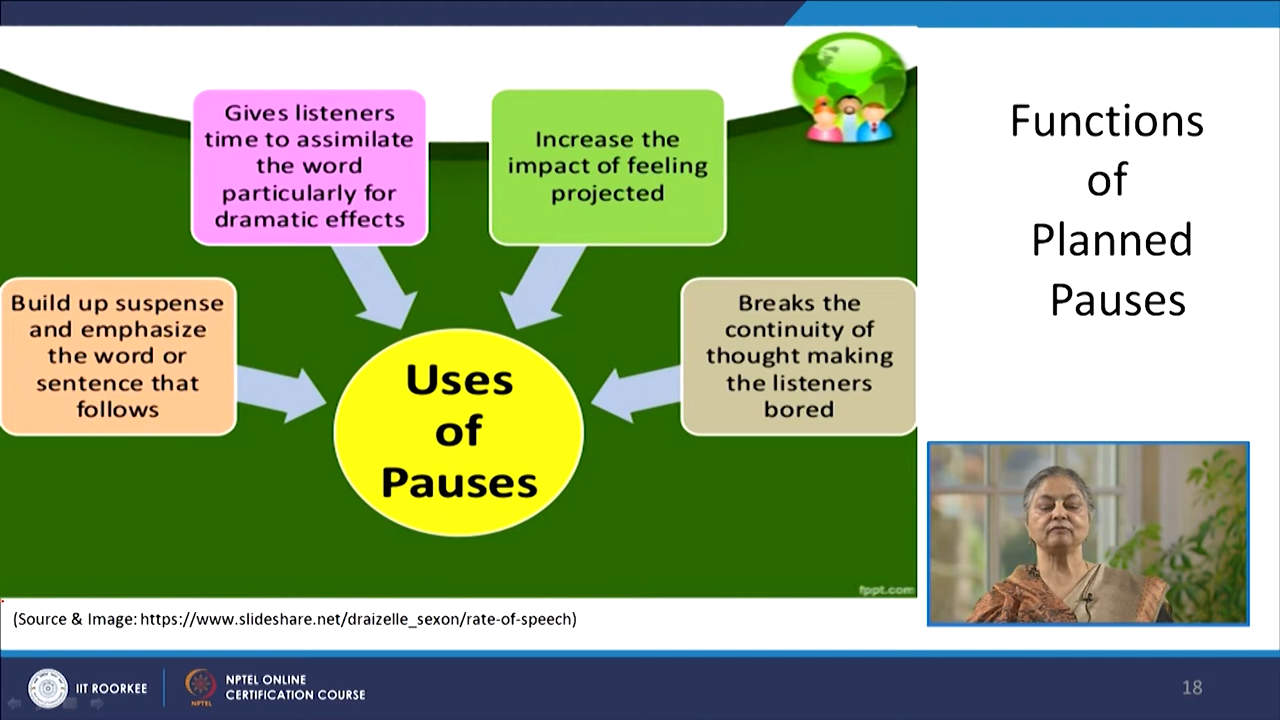 Gives listeners
time to assimilate
the word
particularly for
dramatic effects
Increase the
impact of feeling
projected
Build up suspense
and emphasize
the word or
sentence that
follows
Breaks the
continuity of
thought making
the listeners
bored
Uses
of
Pauses
fppt.com
(Source & Image: https://www.slideshare.net/draizelle_sexon/rate-of-speech)
Functions
of
Planned
Pauses
IIT ROORKEE
NPTEL
NPTEL ONLINE
CERTIFICATION COURSE
18